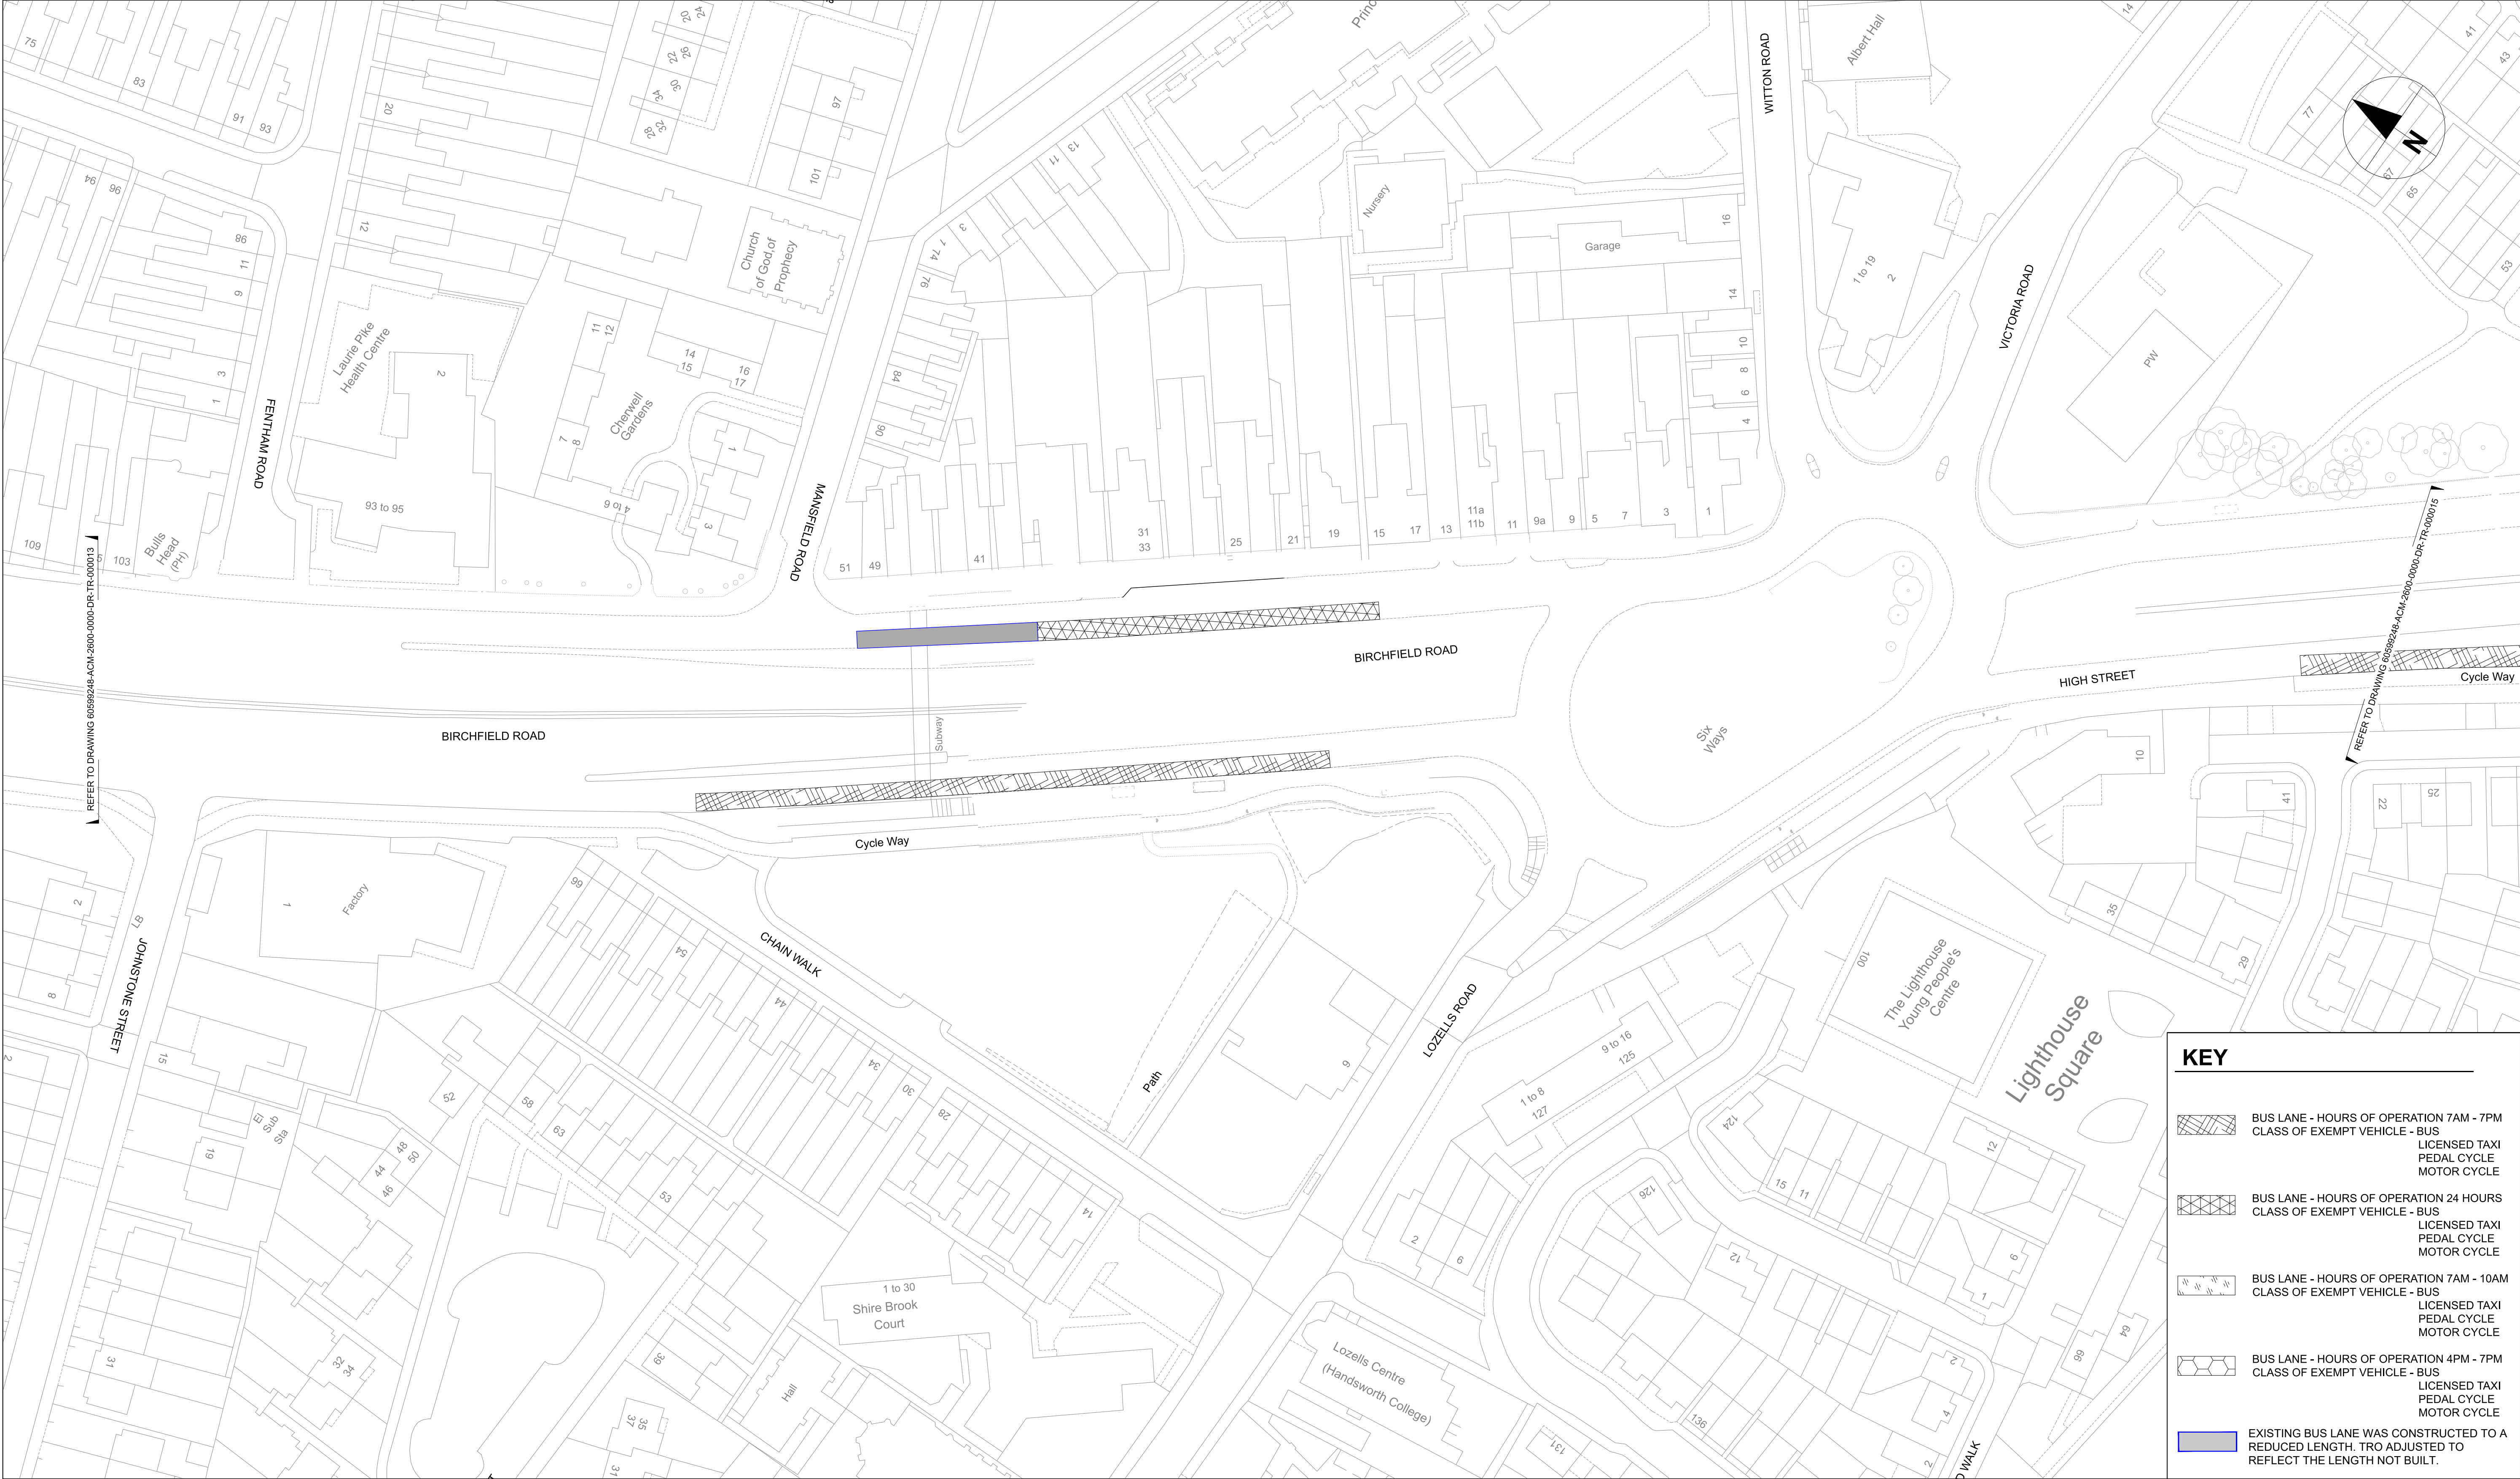 75
83
91
93
94
96
98
11
9
3
1
109
103
Bulls
Head
(PH)
FENTHAM ROAD
20
12
Laurie Pike
Health Centre
2
93 to 95
20
24
22
26
30
34
28
32
97
101
Church
of God of
Prophecy
11
12
14
15
16
17
7
8
Cherwell
Gardens
4 to 6
1
3
MANSFIELD ROAD
11
13
3
1
74
76
84
90
51
49
41
31
33
25
21
19
15
17
13
11a
11b
11
9a
9
5
7
3
1
Nursery
Garage
16
14
10
8
6
4
WITTON ROAD
Albert Hall
14
1 to 19
2
VICTORIA ROAD
PW
41
43
77
67
65
53
N
REFER TO DRAWING 60599248-ACM-2600-0000-DR-TR-000013
REFER TO DRAWING 60599248-ACM-2600-0000-DR-TR-000015
BIRCHFIELD ROAD
BIRCHFIELD ROAD
HIGH STREET
Cycle Way
Subway
Six
Ways
Cycle Way
Factory
1
LB
JOHNSTONE STREET
2
8
2
15
El
Sub
Sta
19
31
52
58
63
48
50
44
46
32
34
53
39
37
35
31
66
54
44
34
30
28
14
CHAIN WALK
Path
9
LOZELLS ROAD
1 to 30
Shire Brook
Court
Hall
Lozells Centre
(Handsworth College)
131
136
2
6
9 to 16
125
1 to 8
127
124
126
15
11
12
12
6
1
2
4
2
66
64
100
The Lighthouse
Young People's
Centre
Lighthouse
Square
10
41
22
25
35
29
KEY
BUS LANE - HOURS OF OPERATION 7AM - 7PM
CLASS OF EXEMPT VEHICLE - BUS
LICENSED TAXI
PEDAL CYCLE
MOTOR CYCLE
BUS LANE - HOURS OF OPERATION 24 HOURS
CLASS OF EXEMPT VEHICLE - BUS
LICENSED TAXI
PEDAL CYCLE
MOTOR CYCLE
BUS LANE - HOURS OF OPERATION 7AM - 10AM
CLASS OF EXEMPT VEHICLE - BUS
LICENSED TAXI
PEDAL CYCLE
MOTOR CYCLE
BUS LANE - HOURS OF OPERATION 4PM - 7PM
CLASS OF EXEMPT VEHICLE - BUS
LICENSED TAXI
PEDAL CYCLE
MOTOR CYCLE
EXISTING BUS LANE WAS CONSTRUCTED TO A
REDUCED LENGTH. TRO ADJUSTED TO
REFLECT THE LENGTH NOT BUILT.